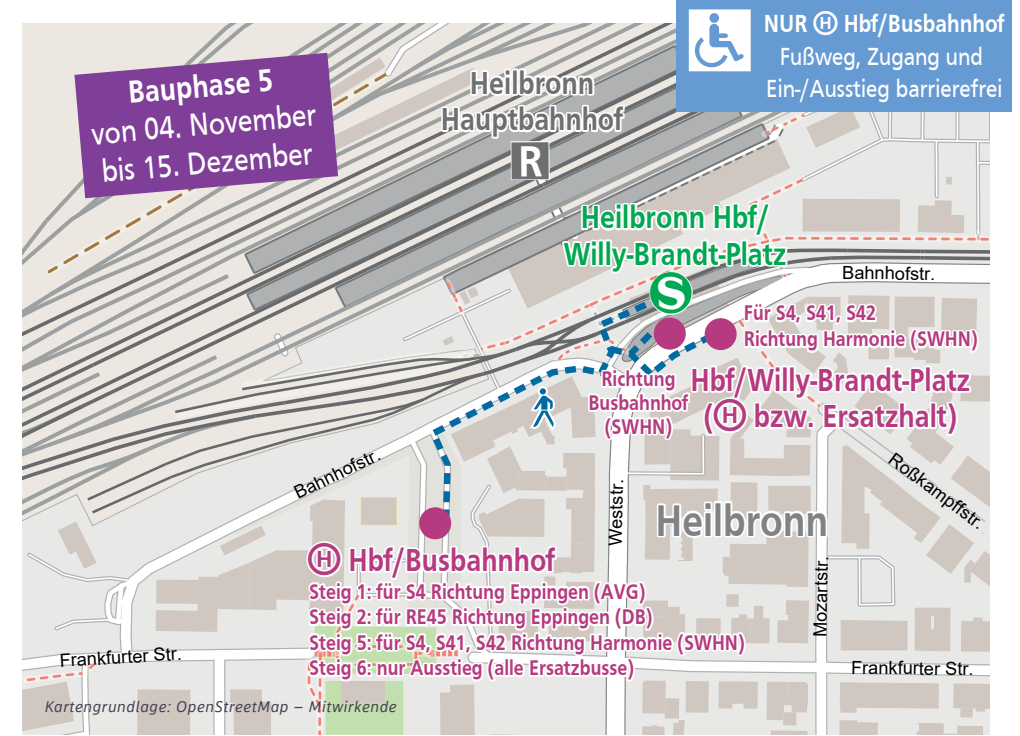 NUR Ⓗ Hbf/Busbahnhof
Fußweg, Zugang und
Ein-/Ausstieg barrierefrei
Bauphase 5
von 04. November
bis 15. Dezember
Heilbronn
Hauptbahnhof
R
Heilbronn Hbf/
Willy-Brandt-Platz
S
Bahnhofstr.
Für S4, S41, S42
Richtung Harmonie (SWHN)
Richtung
Busbahnhof
(SWHN)
Hbf/Willy-Brandt-Platz
(Ⓗ bzw. Ersatzhalt)
Bahnhofstr.
Roßkampffstr.
Weststr.
Heilbronn
Mozartstr.
Ⓗ Hbf/Busbahnhof
Steig 1: für S4 Richtung Eppingen (AVG)
Steig 2: für RE45 Richtung Eppingen (DB)
Steig 5: für S4, S41, S42 Richtung Harmonie (SWHN)
Steig 6: nur Ausstieg (alle Ersatzbusse)
Frankfurter Str.
Frankfurter Str.
Kartengrundlage: OpenStreetMap – Mitwirkende